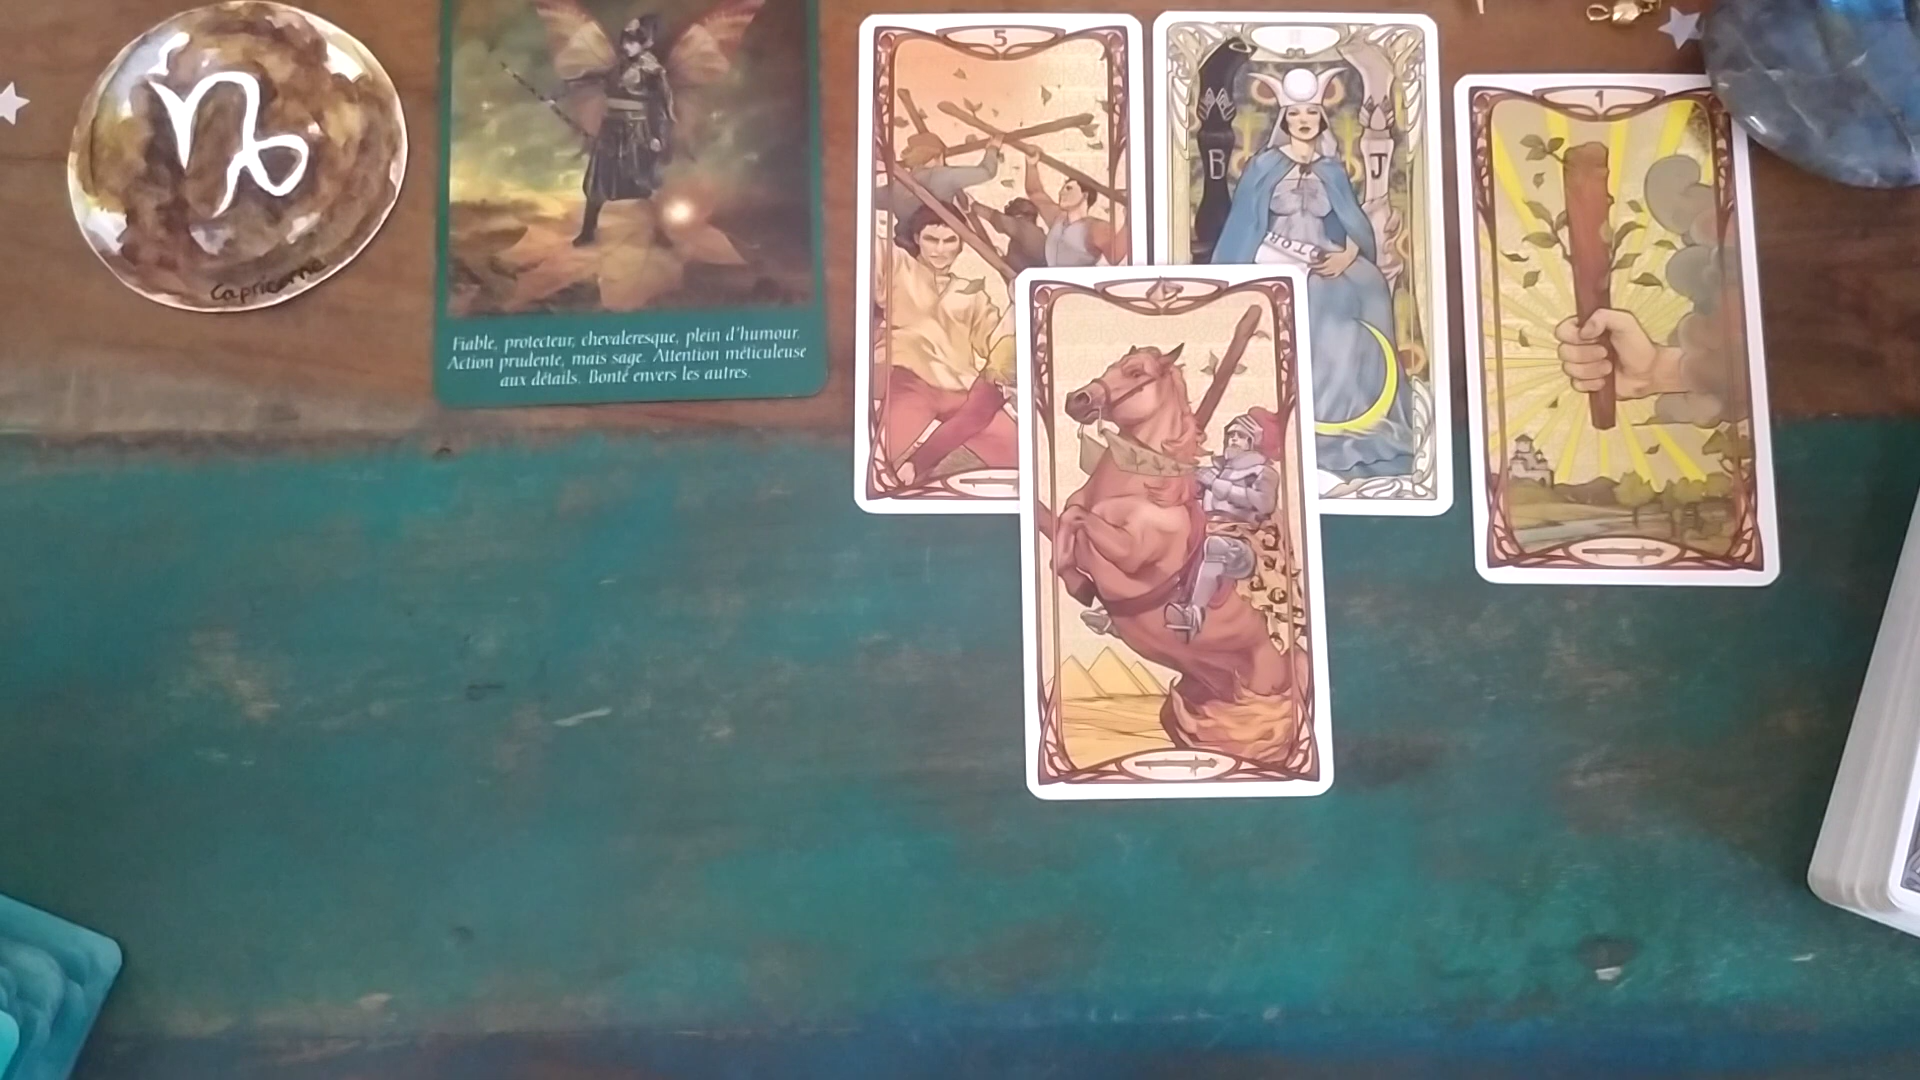 Capricorne
Fiable, protecteur, chevaleresque, plein d'humour.
Action prudente, mais sage. Attention méticuleuse
aux détails. Bonté envers les autres.
5
B
J
TORA
1